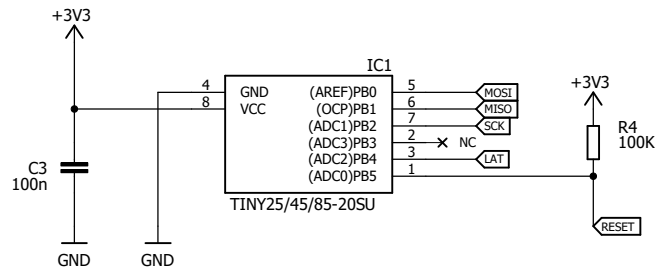 +3V3
IC1
4 GND (AREF)PB0 5 MOSI
8 VCC (OCP)PB1 6 MISO
(ADC1)PB2 7 SCK
(ADC3)PB3 2 NC
(ADC2)PB4 3 LAT
(ADC0)PB5 1
TINY25/45/85-20SU
C3
100n
GND
GND
+3V3
R4
100K
RESET